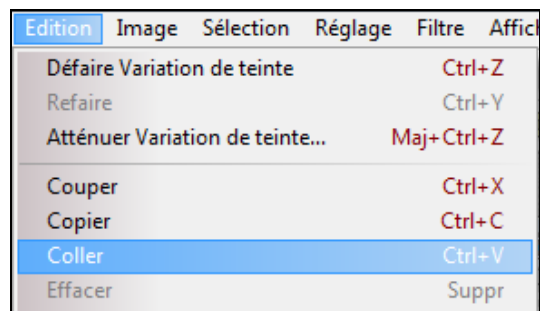 Edition Image Sélection Réglage Filtre Affich
Défaire Variation de teinte Ctrl+Z
Refaire Ctrl+Y
Atténuer Variation de teinte... Maj+Ctrl+Z
Couper Ctrl+X
Copier Ctrl+C
Coller Ctrl+V
Effacer Suppr